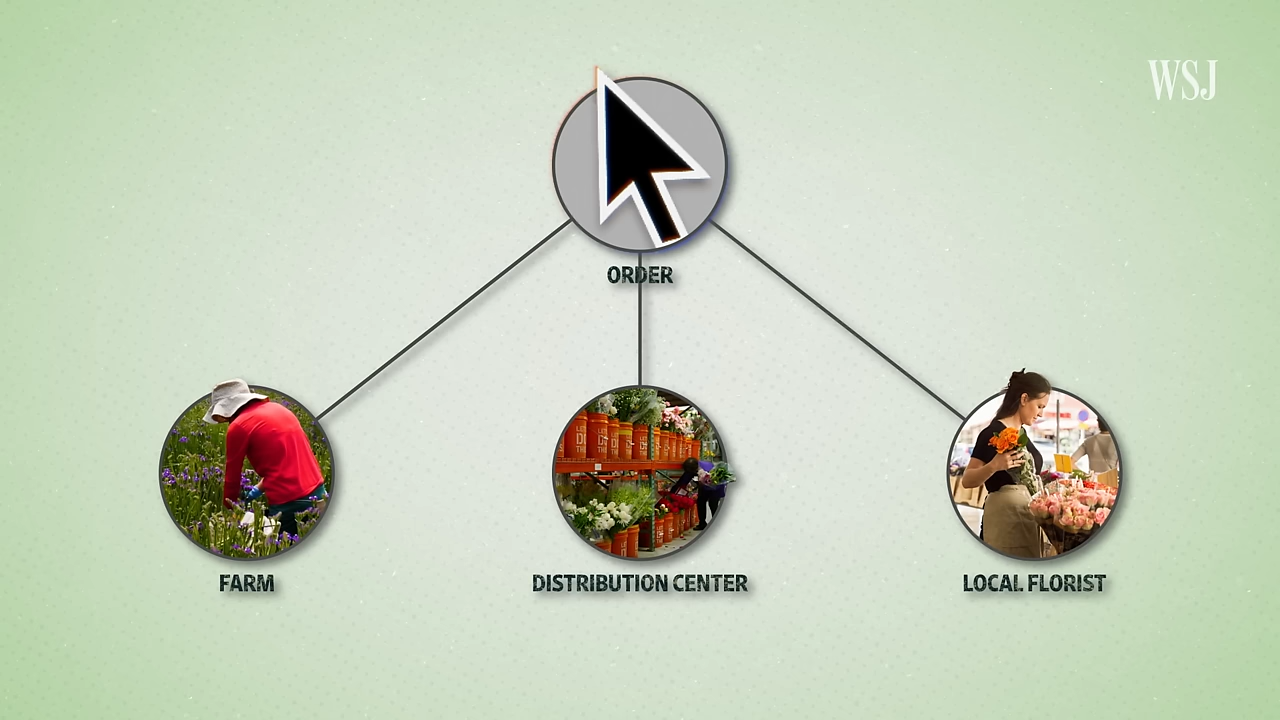 WSJ
ORDER
FARM
DISTRIBUTION CENTER
LOCAL FLORIST